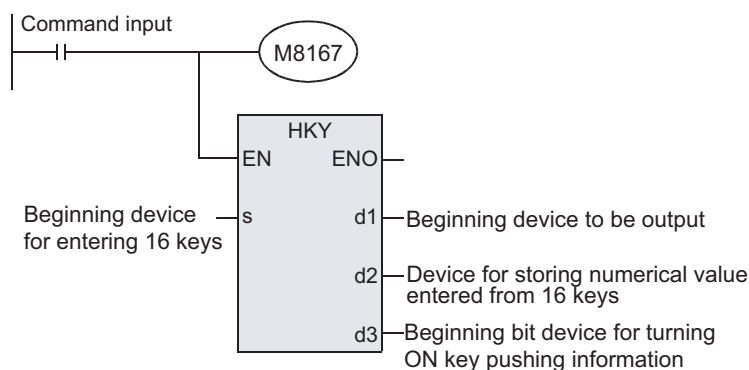 Command input
M8167
HKY
EN ENO
Beginning device
for entering 16 keys
s d1
Beginning device to be output
d2
Device for storing numerical value
entered from 16 keys
d3
Beginning bit device for turning
ON key pushing information